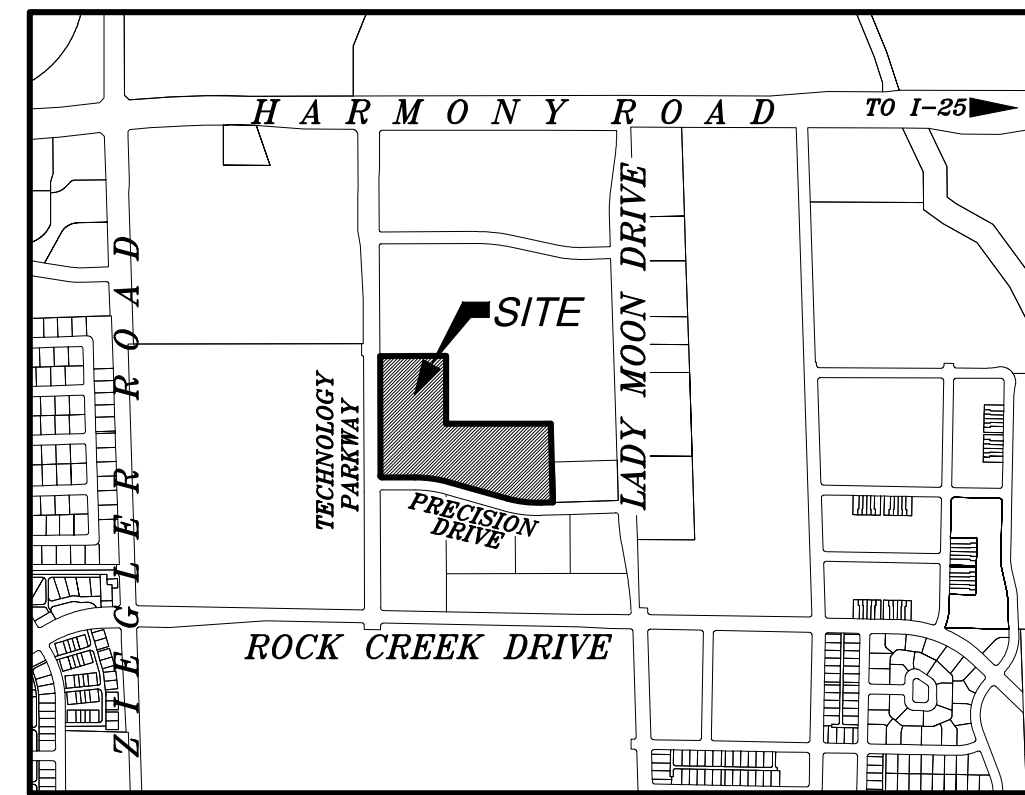 HARMONY ROAD
TO I-25
LADY MOON DRIVE
ZIEGLER ROAD
SITE
TECHNOLOGY
PARKWAY
PRECISION
DRIVE
ROCK CREEK DRIVE